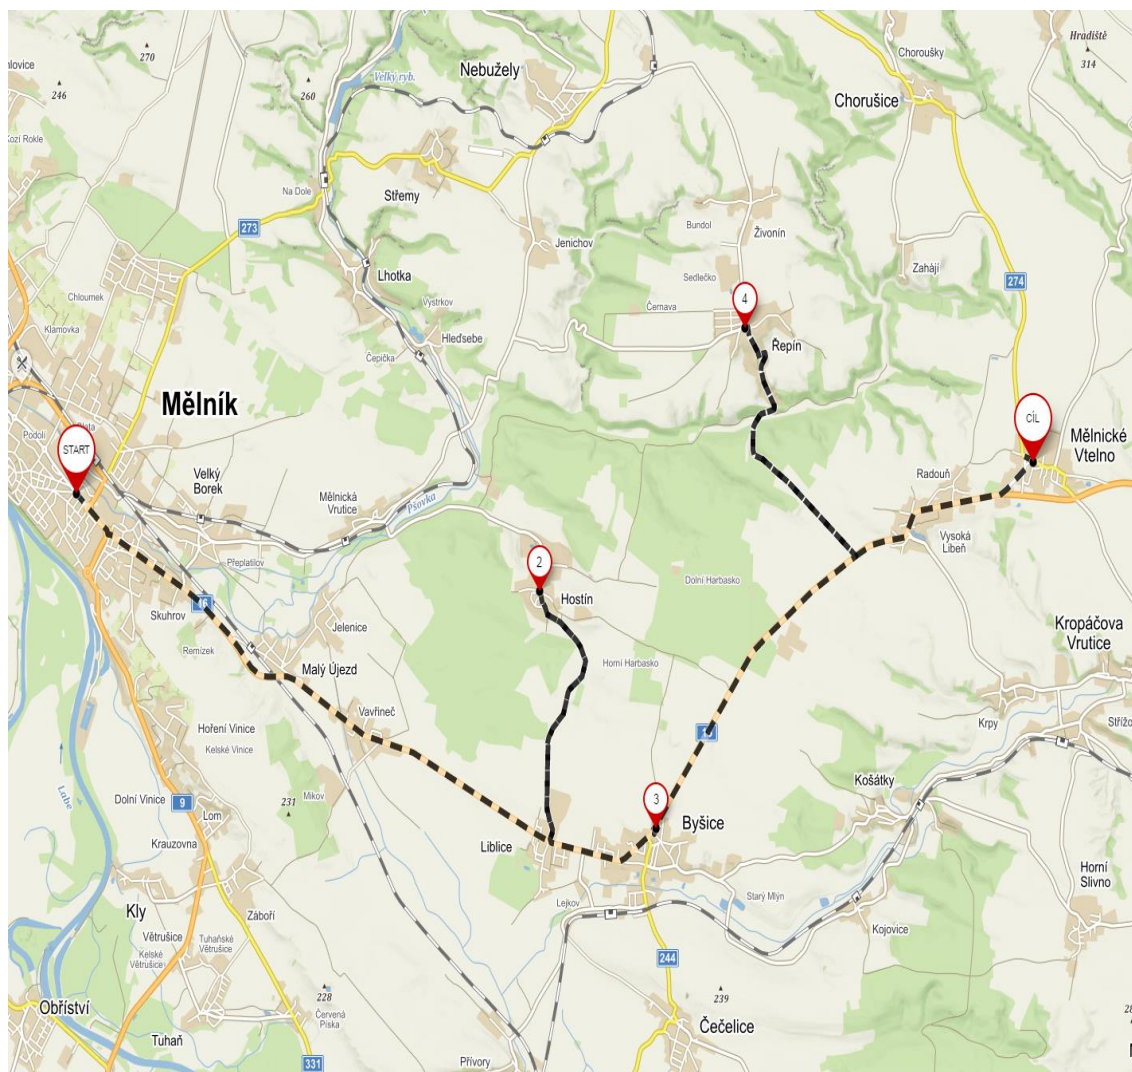 270
hlovice
246
Velký ryb.
260
Nebužely
Choroušky
Hradiště
314
Chorušice
Kozí Rokle
Na Dole
Střemy
273
Bundol
Živonín
Jenichov
Lhotka
Sedlečko
Zahájí
274
Chloumek
Vystrkov
Černava
4
Klamovka
Hleďsebe
Řepín
Čepička
Mělník
Podolí
START
CÍL
Mělnické
Vtelno
Velký
Borek
Mělnická
Vrutice
Pšovka
Radouň
Vysoká
Libeň
Přeplatilov
2
Dolní Harbasko
Hostín
16
Skuhrov
Jelenice
Remízek
Kropáčova
Vrutice
Malý Újezd
Horní Harbasko
Vavřineč
Hoření Vinice
Kelské Vinice
Krpy
Střížo
Labe
Dolní Vinice
9
Mikov
231
Lom
Košátky
3
Byšice
Krauzovna
Liblice
Horní
Slivno
Starý Mlýn
Lejkov
Kly
Záboří
Kojovice
Větrušice
Tuhaňské
Větrušice
Kelské
Větrušice
244
228
239
Obříství
Červená
Píska
Čečelice
Tuhaň
331
Přívory